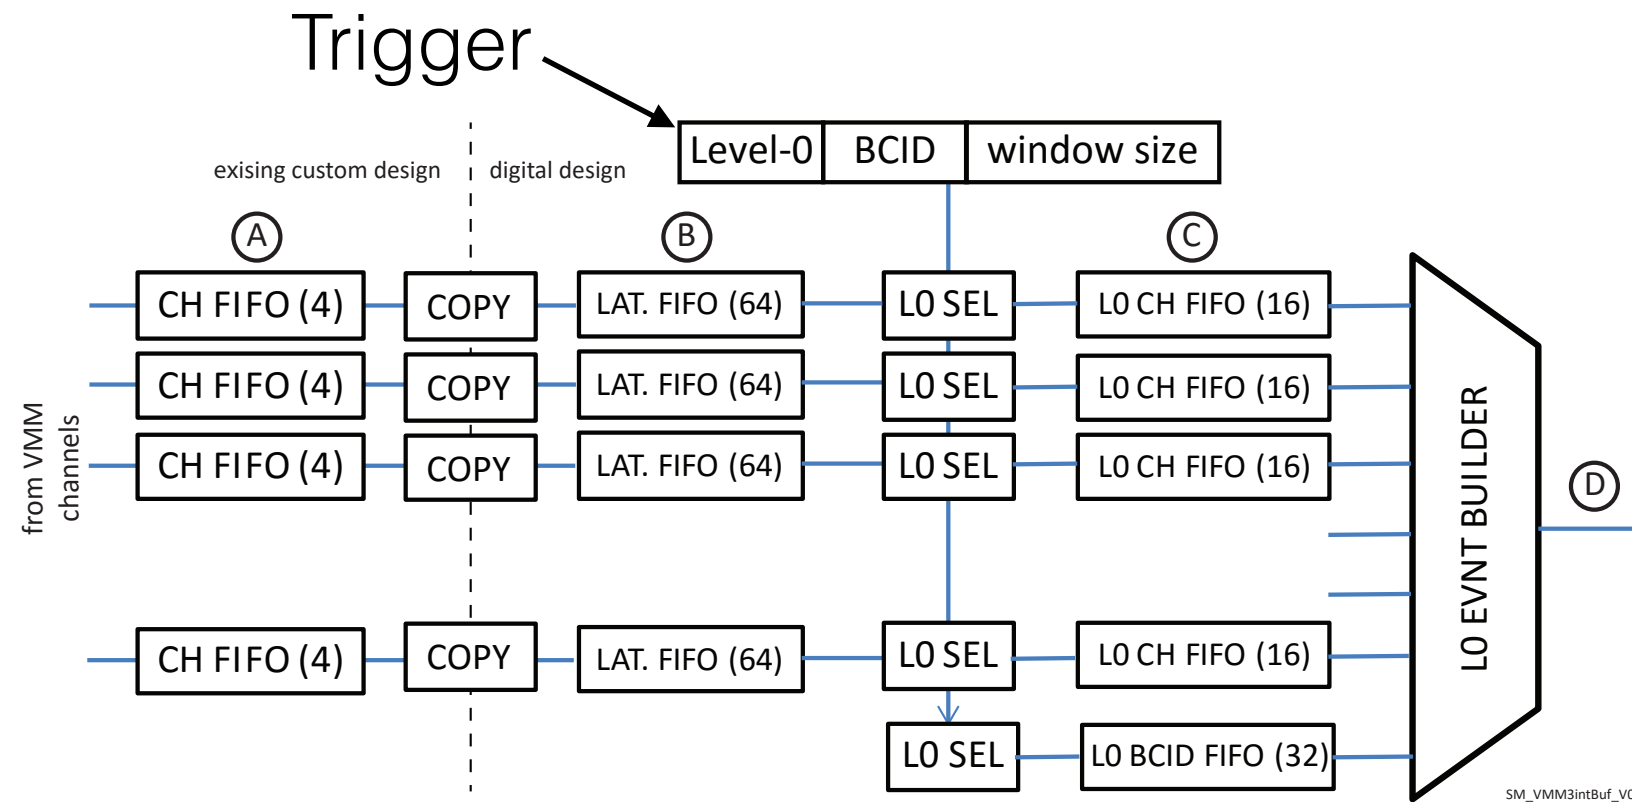 Trigger
Level-0 BCID window size
exising custom design digital design
A B C
CH FIFO (4) COPY LAT. FIFO (64) L0 SEL L0 CH FIFO (16)
CH FIFO (4) COPY LAT. FIFO (64) L0 SEL L0 CH FIFO (16)
CH FIFO (4) COPY LAT. FIFO (64) L0 SEL L0 CH FIFO (16)
from VMM
channels
L0 EVNT BUILDER
D
CH FIFO (4) COPY LAT. FIFO (64) L0 SEL L0 CH FIFO (16)
L0 SEL L0 BCID FIFO (32)
SM_VMM3intBuf_V0